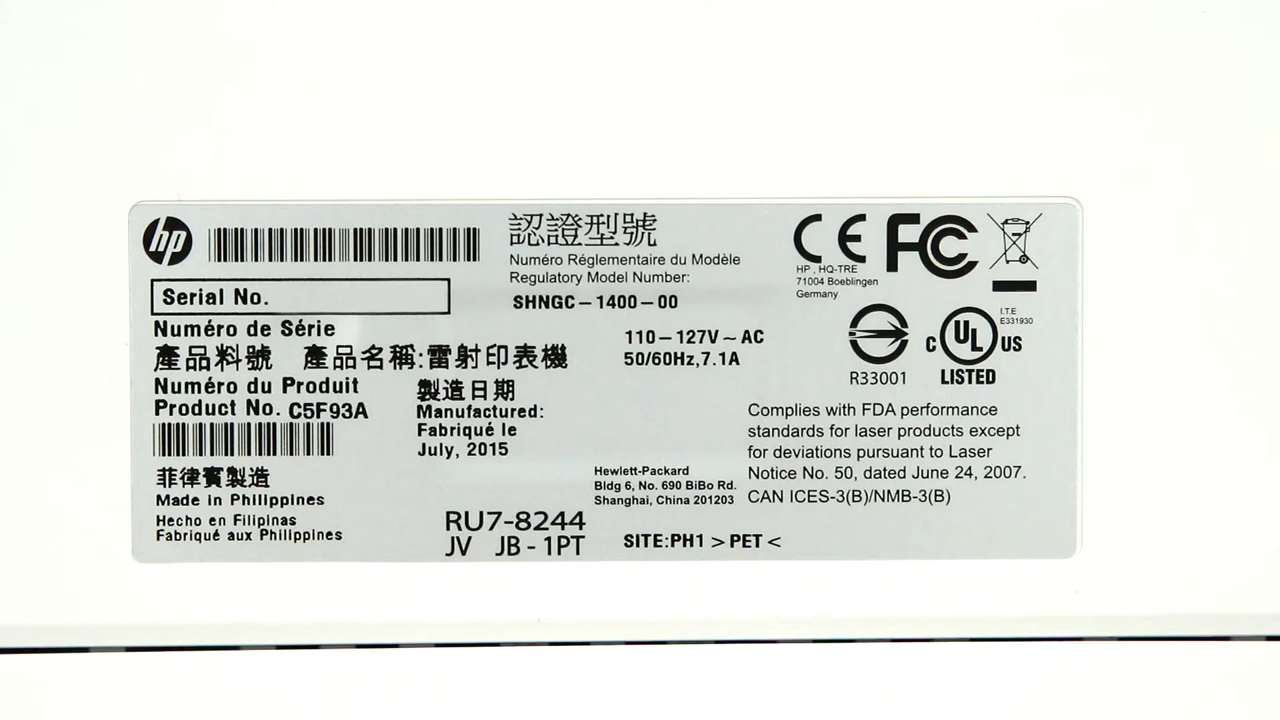 hp
認證型號
Numéro Réglementaire du Modèle
Regulatory Model Number:
SHNGC-1400-00
Serial No.
Numéro de Série
產品料號 產品名稱:雷射印表機
110-127V~AC
50/60Hz,7.1A
Numéro du Produit
Product No. C5F93A
製造日期
Manufactured:
Fabriqué le
July, 2015
菲律賓製造
Made in Philippines
Hecho en Filipinas
Fabriqué aux Philippines
RU7-8244
JV JB-1PT
Hewlett-Packard
Bldg 6, No. 690 BiBo Rd.
Shanghai, China 201203
SITE:PH1 >PET<
CE FC
HP, HQ-TRE
71004 Boeblingen
Germany
R33001
C UL US
LISTED
I.T.E
E331930
Complies with FDA performance
standards for laser products except
for deviations pursuant to Laser
Notice No. 50, dated June 24, 2007.
CAN ICES-3(B)/NMB-3(B)